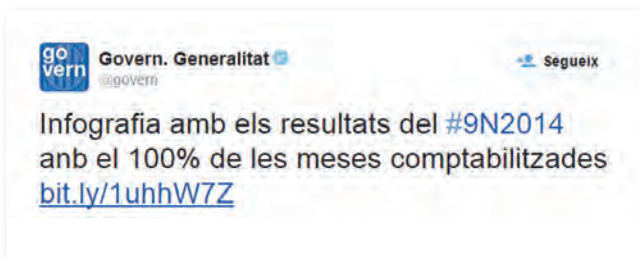 go
vern
Govern. Generalitat
Segueix
@govern
Infografia amb els resultats del #9N2014
anb el 100% de les meses comptabilitzades
bit.ly/1uhhW7Z